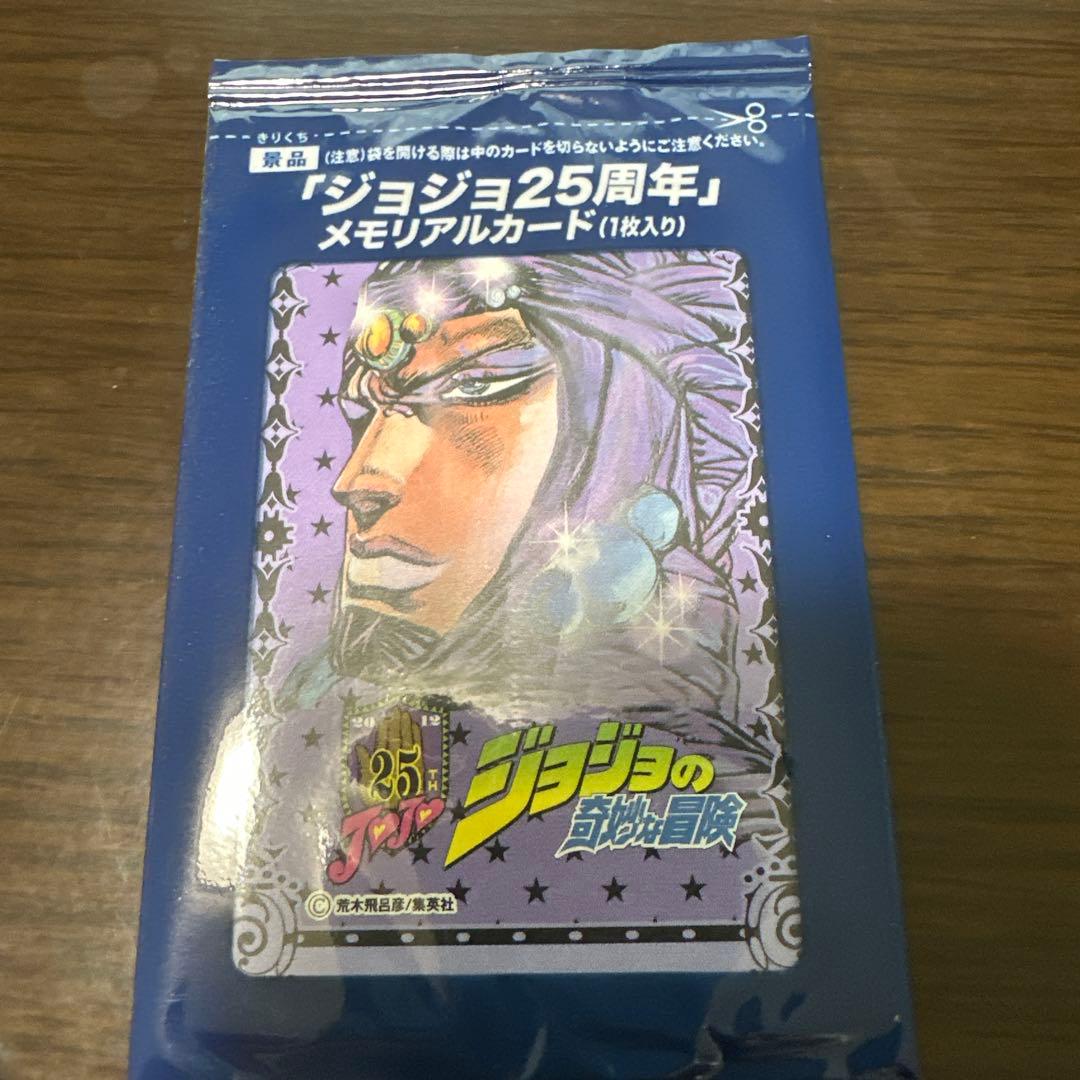 きりくち
景品 (注意)袋を開ける際は中のカードを切らないようにご注意ください。
「ジョジョ25周年」
メモリアルカード(1枚入り)
2012
25TH
JOJO
ジョジョの
奇妙な冒険
©荒木飛呂彦/集英社